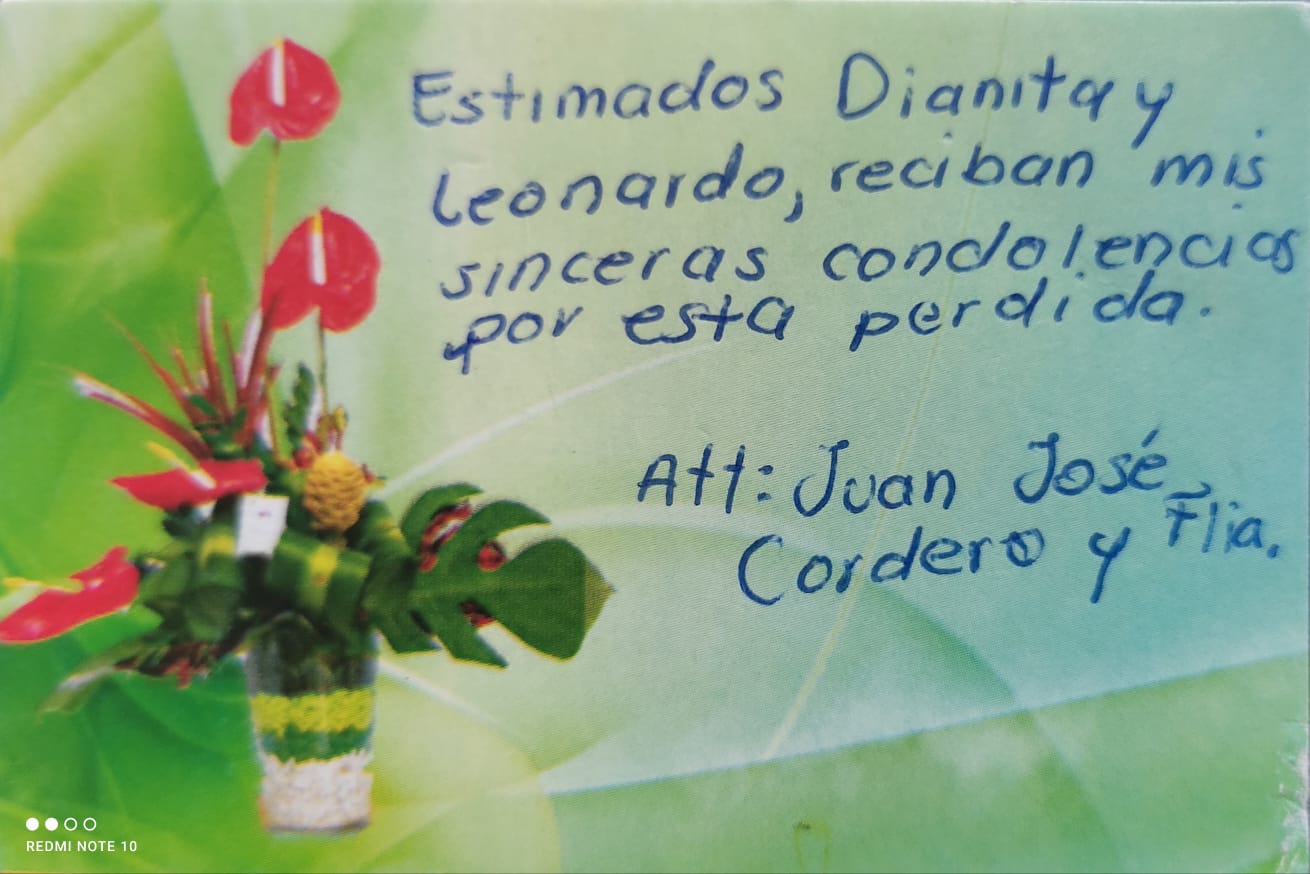 Estimados Dianita y
Leonardo, reciban mis
sinceras condolencias
por esta perdida.
Att: Juan José
Cordero y Flia.
REDMI NOTE 10